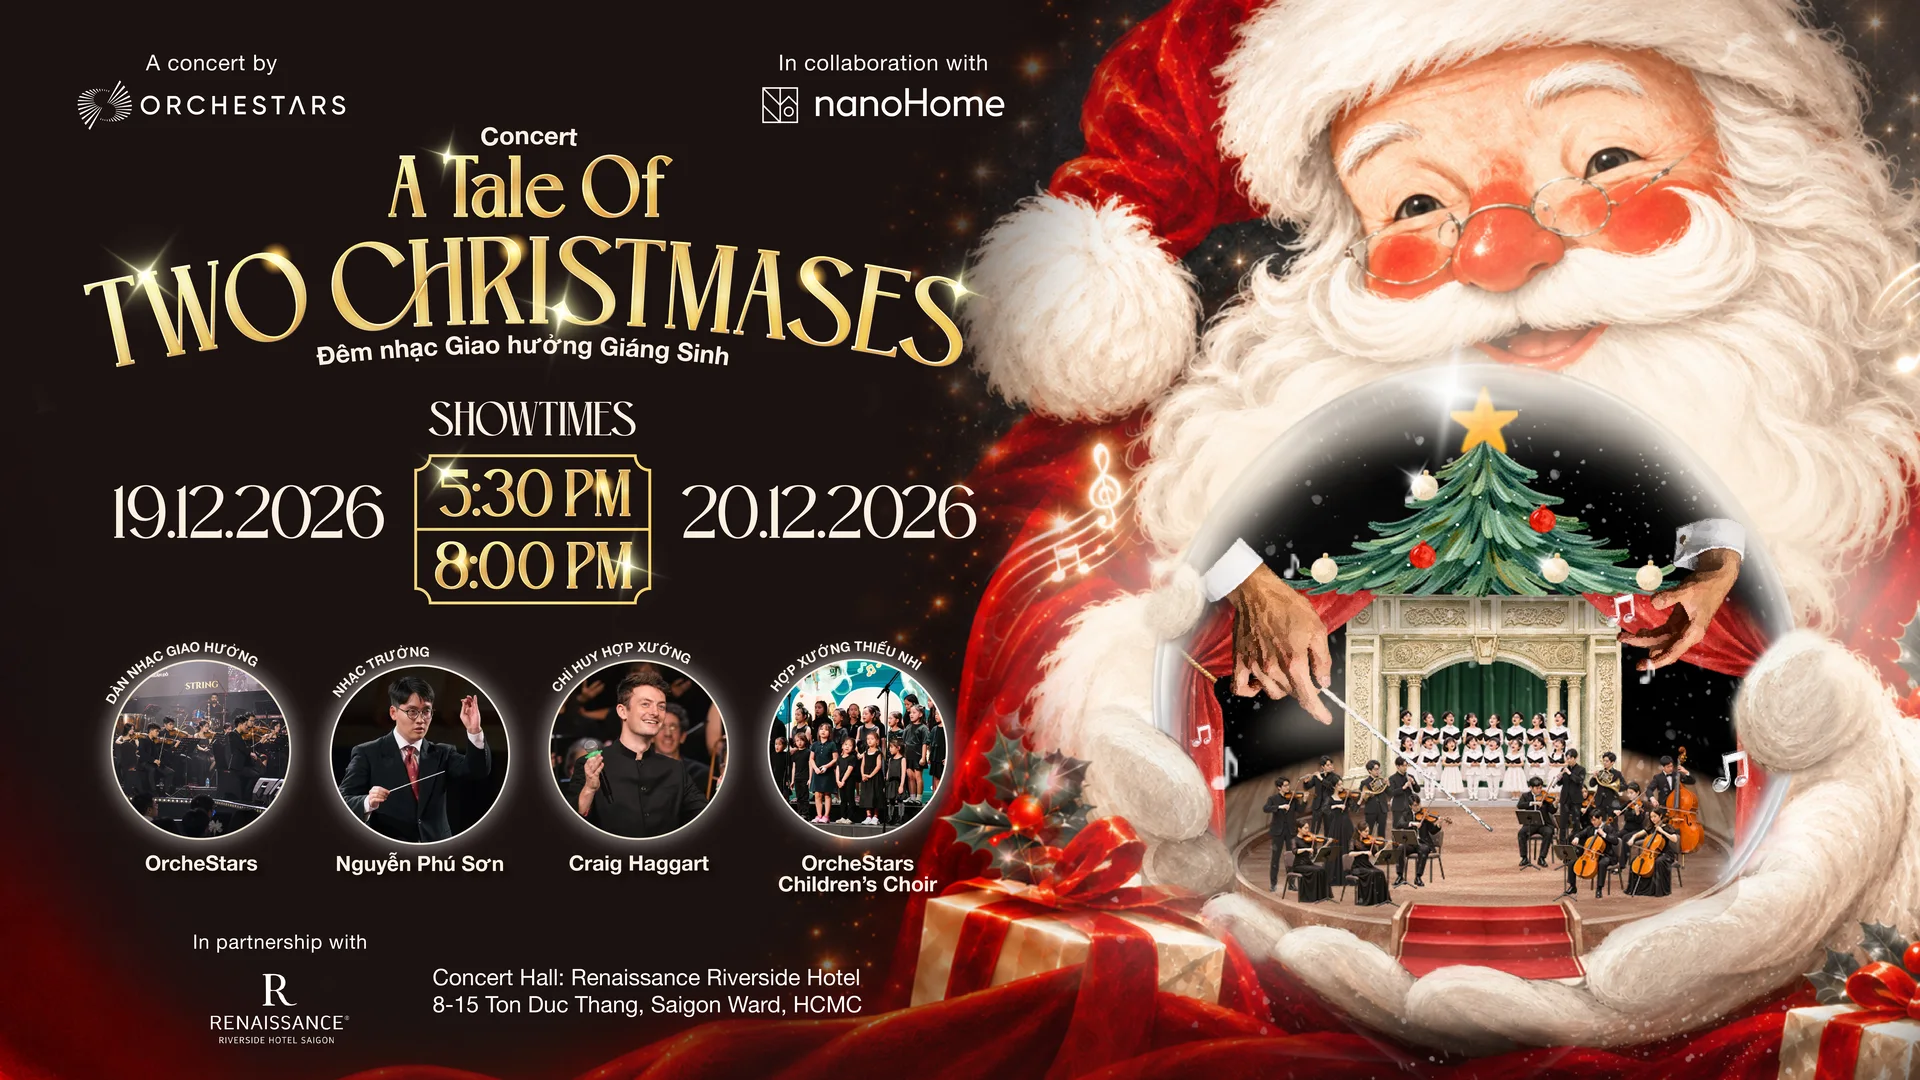 A concert by
ORCHESTARS
In collaboration with
nanoHome
Concert
A Tale Of
TWO CHRISTMASES
Đêm nhạc Giao hưởng Giáng Sinh
SHOWTIMES
19.12.2026
5:30 PM
8:00 PM
20.12.2026
DÀN NHẠC GIAO HƯỞNG
STRING
OrcheStars
NHẠC TRƯỞNG
Nguyễn Phú Sơn
CHỈ HUY HỢP XƯỚNG
Craig Haggart
HỢP XƯỚNG THIẾU NHI
OrcheStars
Children's Choir
In partnership with
R
RENAISSANCE®
RIVERSIDE HOTEL SAIGON
Concert Hall: Renaissance Riverside Hotel
8-15 Ton Duc Thang, Saigon Ward, HCMC